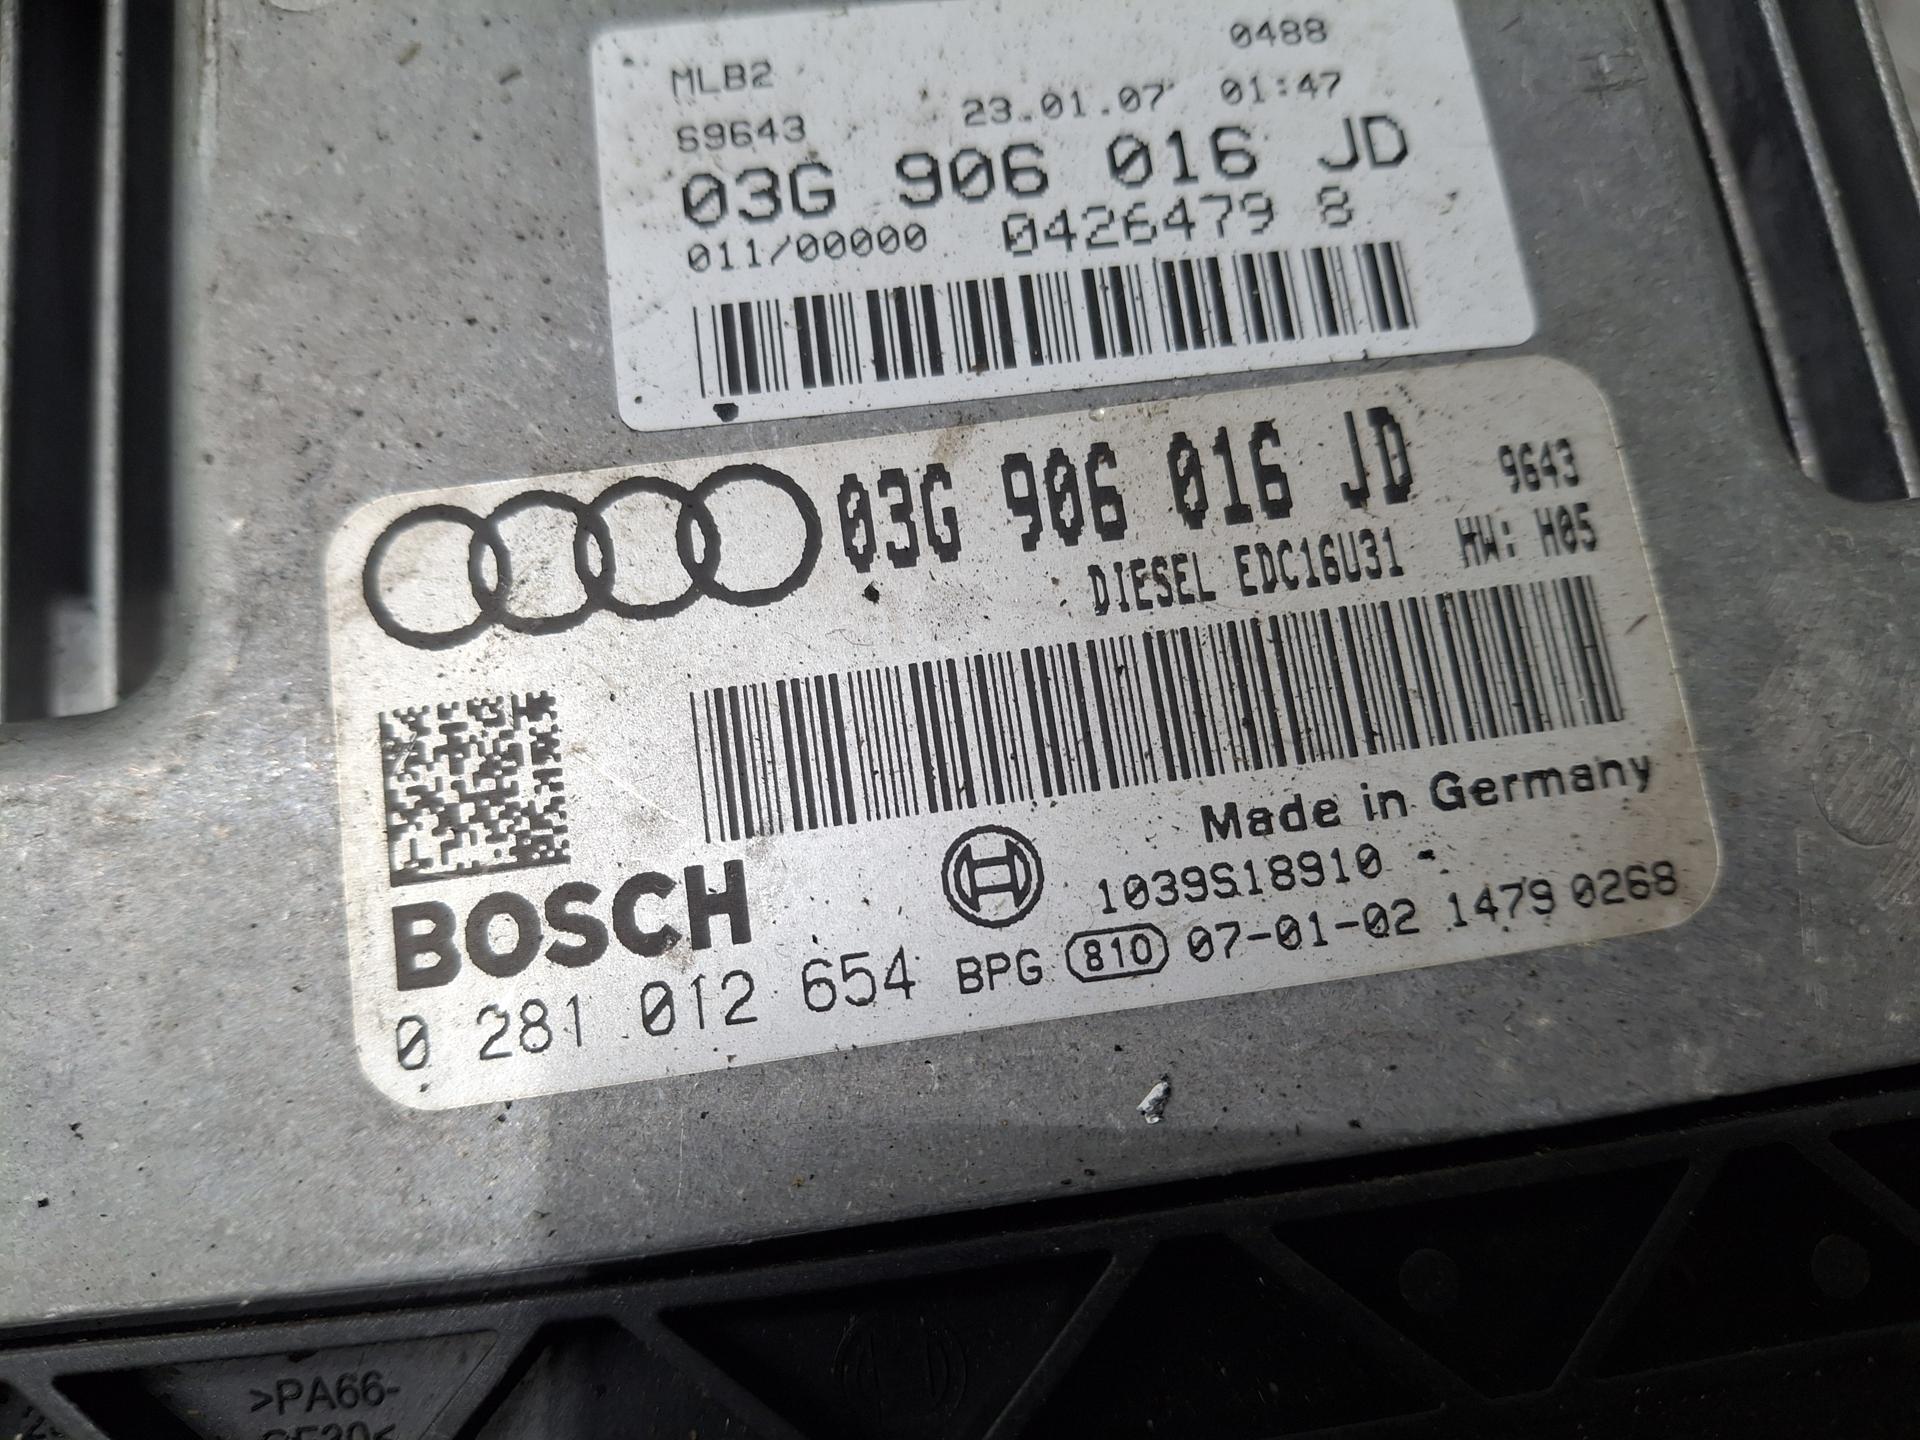 0488
MLB2
S9643 23.01.07 01:47
03G 906 016 JD
011/00000 0426479 8
03G 906 016 JD 9643
DIESEL EDC16U31 HW: H05
Made in Germany
BOSCH
1039S18910
0 281 012 654 BPG 810 07-01-02 1479 0268
>PA66-
GF30<